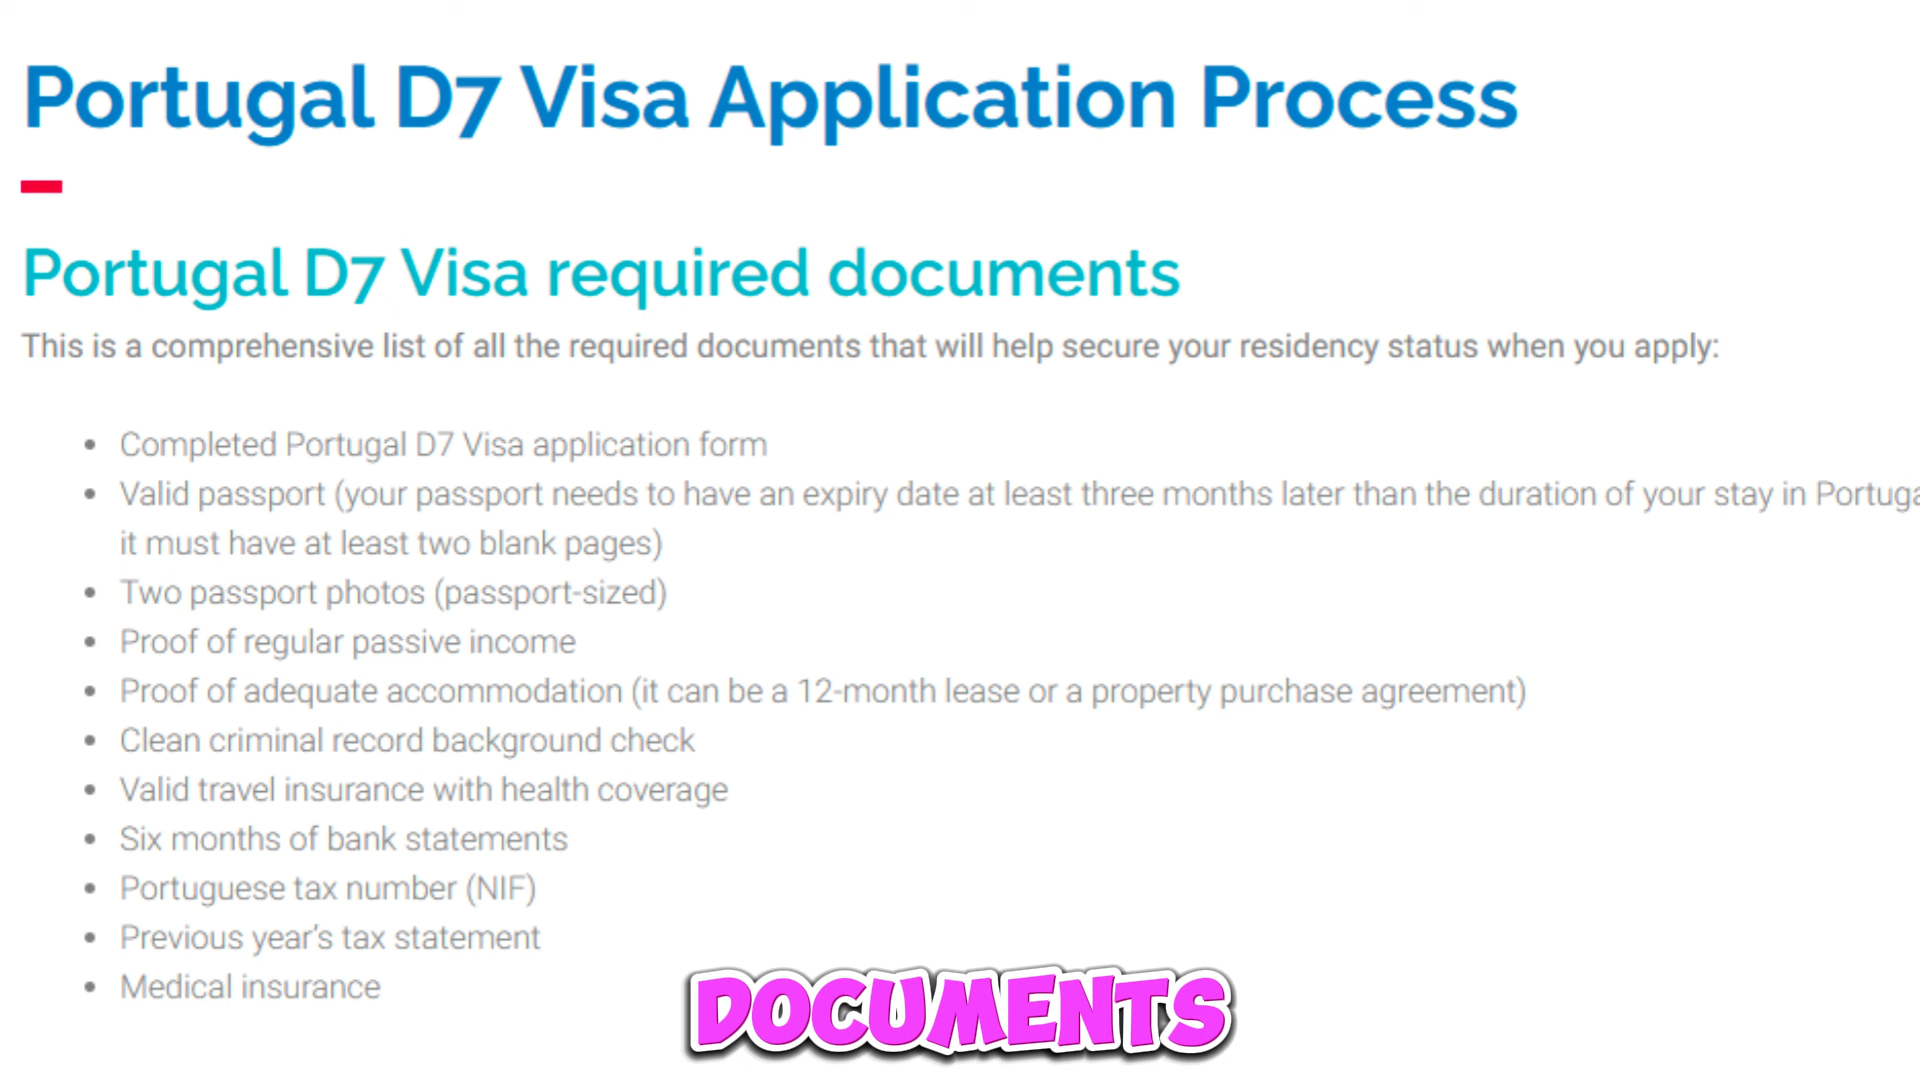 Portugal D7 Visa Application Process
Portugal D7 Visa required documents
This is a comprehensive list of all the required documents that will help secure your residency status when you apply:
• Completed Portugal D7 Visa application form
• Valid passport (your passport needs to have an expiry date at least three months later than the duration of your stay in Portuga
it must have at least two blank pages)
• Two passport photos (passport-sized)
• Proof of regular passive income
• Proof of adequate accommodation (it can be a 12-month lease or a property purchase agreement)
• Clean criminal record background check
• Valid travel insurance with health coverage
• Six months of bank statements
• Portuguese tax number (NIF)
• Previous year's tax statement
• Medical insurance
DOCUMENTS